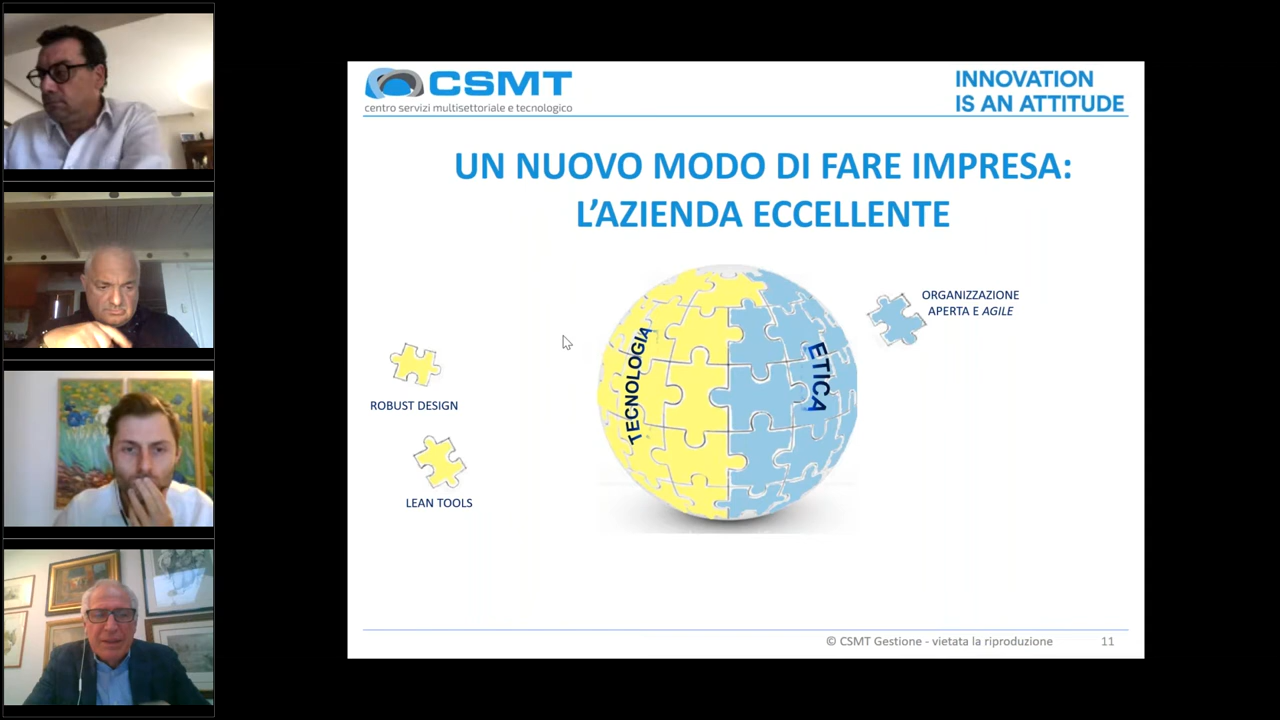 CSMT
centro servizi multisettoriale e tecnologico
INNOVATION
IS AN ATTITUDE
UN NUOVO MODO DI FARE IMPRESA:
L'AZIENDA ECCELLENTE
ORGANIZZAZIONE
APERTA E AGILE
TECNOLOGIA
ETICA
ROBUST DESIGN
LEAN TOOLS
© CSMT Gestione - vietata la riproduzione
11